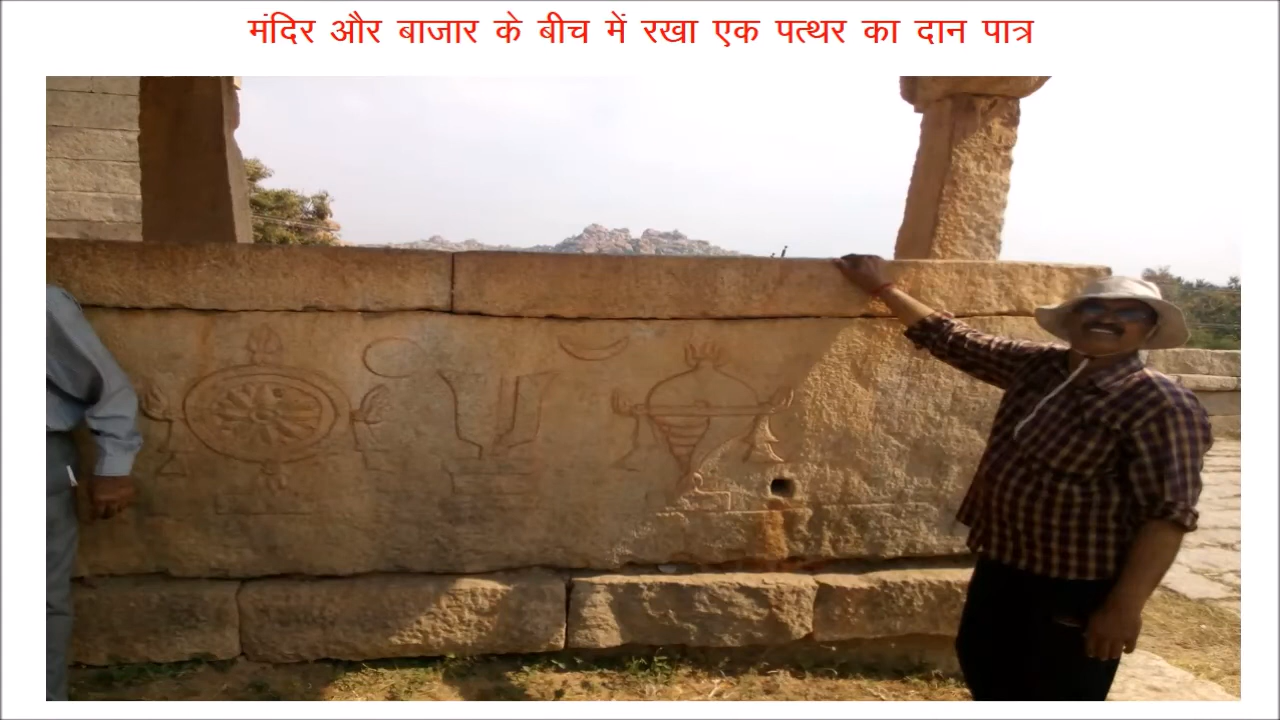 मंदिर और बाजार के बीच में रखा एक पत्थर का दान पात्र